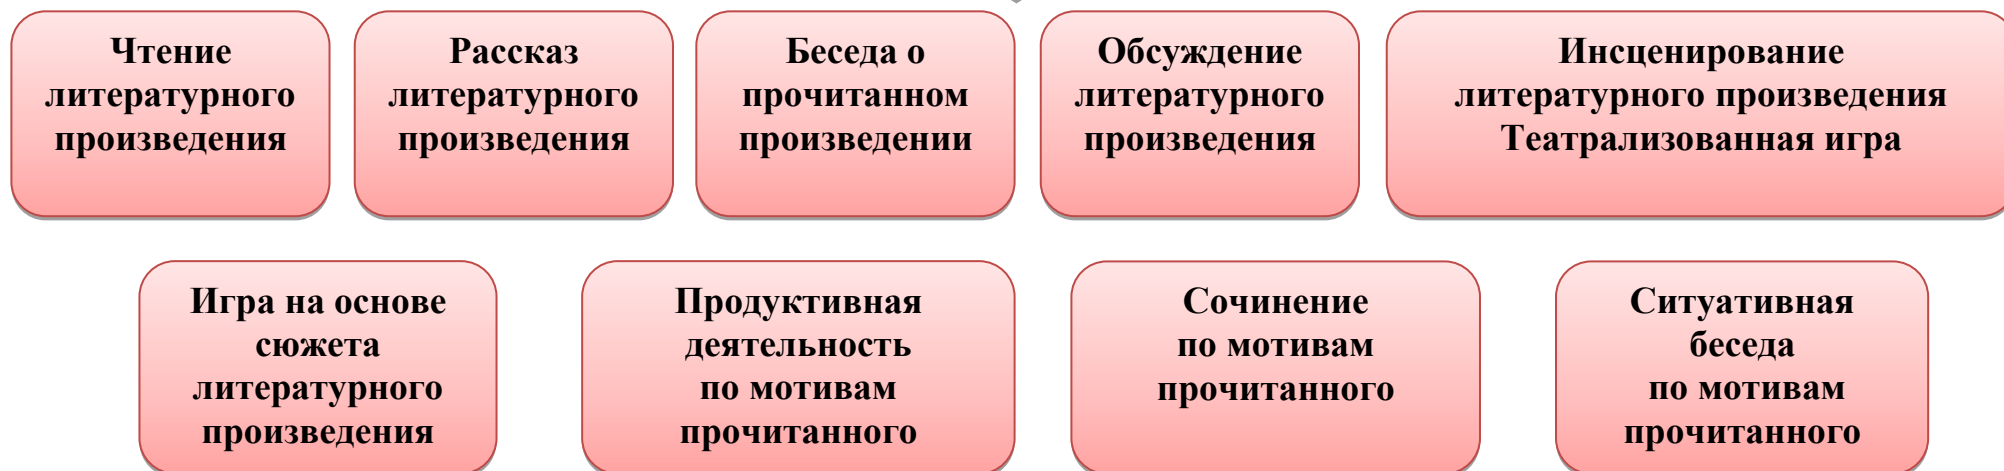 Чтение
литературного
произведения
Рассказ
литературного
произведения
Беседа о
прочитанном
произведении
Обсуждение
литературного
произведения
Инсценирование
литературного произведения
Театрализованная игра
Игра на основе
сюжета
литературного
произведения
Продуктивная
деятельность
по мотивам
прочитанного
Сочинение
по мотивам
прочитанного
Ситуативная
беседа
по мотивам
прочитанного